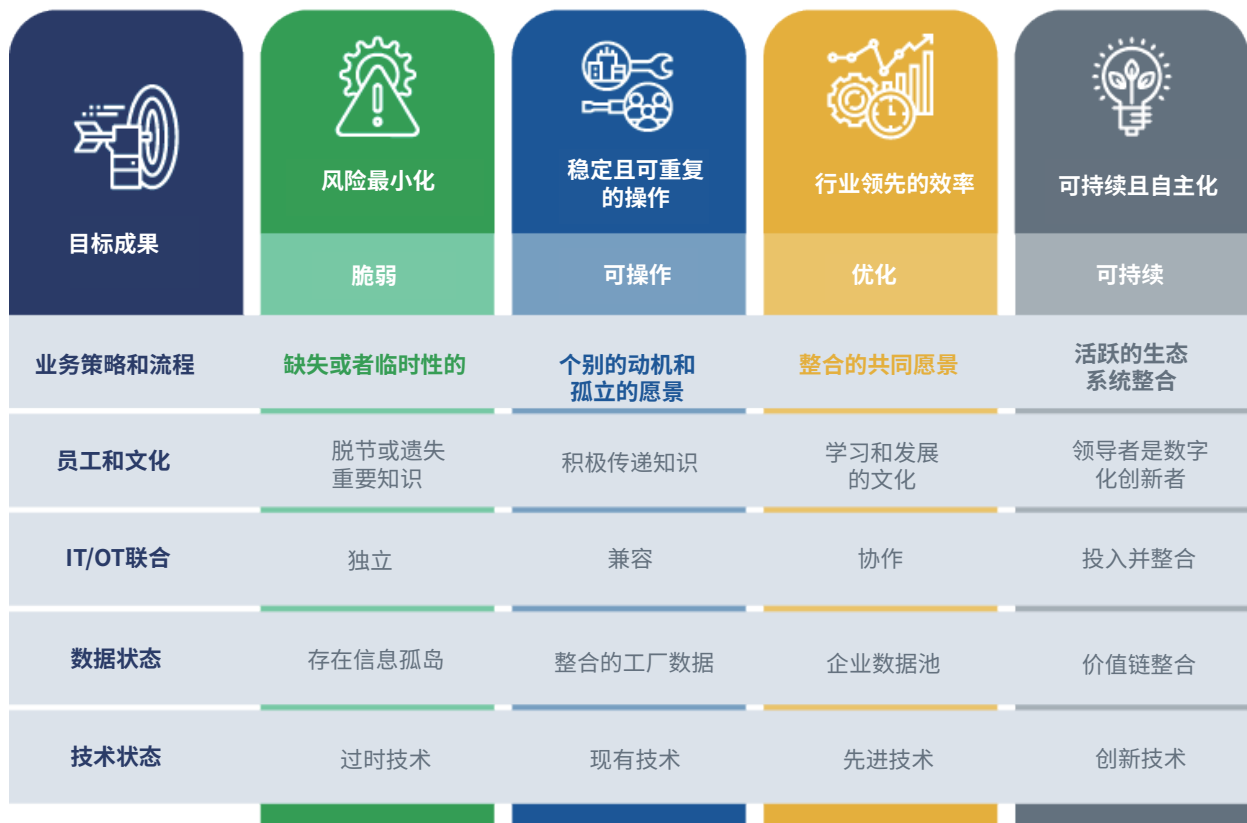 目标成果
风险最小化
稳定且可重复
的操作
行业领先的效率
可持续且自主化
脆弱
可操作
优化
可持续
业务策略和流程
缺失或者临时性的
个别的动机和
孤立的愿景
整合的共同愿景
活跃的生态
系统整合
员工和文化
脱节或遗失
重要知识
积极传递知识
学习和发展
的文化
领导者是数字
化创新者
IT/OT联合
独立
兼容
协作
投入并整合
数据状态
存在信息孤岛
整合的工厂数据
企业数据池
价值链整合
技术状态
过时技术
现有技术
先进技术
创新技术